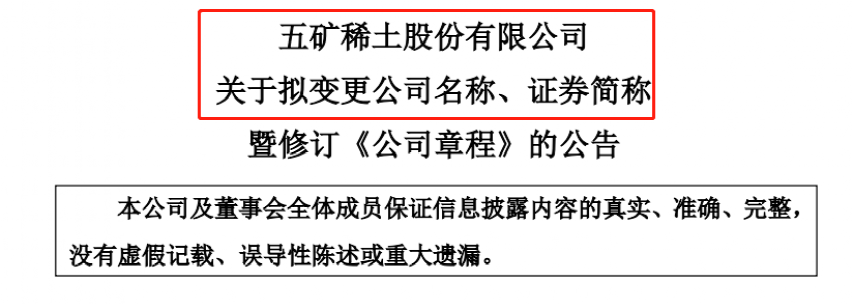 五矿稀土股份有限公司
关于拟变更公司名称、证券简称
暨修订《公司章程》的公告
本公司及董事会全体成员保证信息披露内容的真实、准确、完整，
没有虚假记载、误导性陈述或重大遗漏。